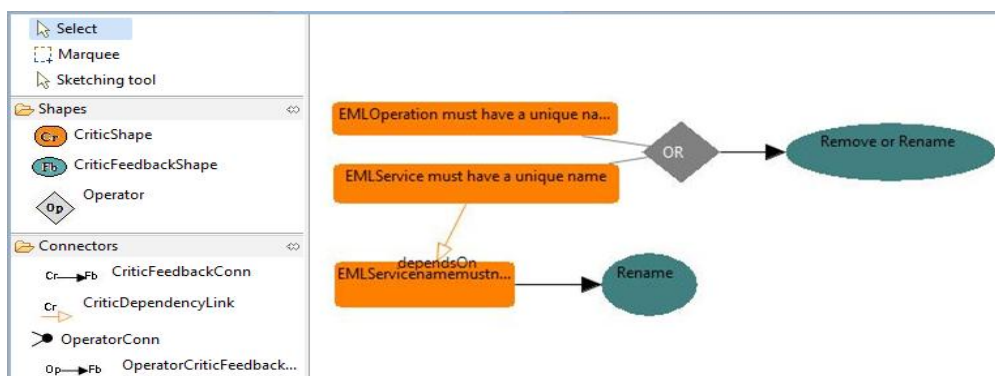 Select
Marquee
Sketching tool
Shapes
Cr CriticShape
Fb CriticFeedbackShape
Op Operator
Connectors
Cr Fb CriticFeedbackConn
Cr CriticDependencyLink
OperatorConn
Op Fb OperatorCriticFeedback...
EMLOperation must have a unique na...
EMLService must have a unique name
OR
Remove or Rename
dependsOn
EMLServicenamemustn...
Rename